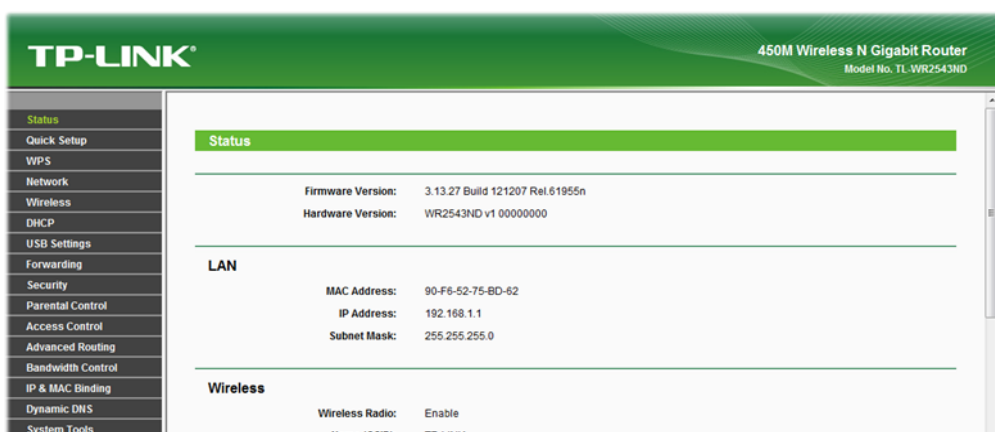 TP-LINK®
450M Wireless N Gigabit Router
Model No. TL-WR2543ND
Status
Quick Setup
WPS
Network
Wireless
DHCP
USB Settings
Forwarding
Security
Parental Control
Access Control
Advanced Routing
Bandwidth Control
IP & MAC Binding
Dynamic DNS
System Tools
Status
Firmware Version: 3.13.27 Build 121207 Rel.61955n
Hardware Version: WR2543ND v1 00000000
LAN
MAC Address: 90-F6-52-75-BD-62
IP Address: 192.168.1.1
Subnet Mask: 255.255.255.0
Wireless
Wireless Radio: Enable